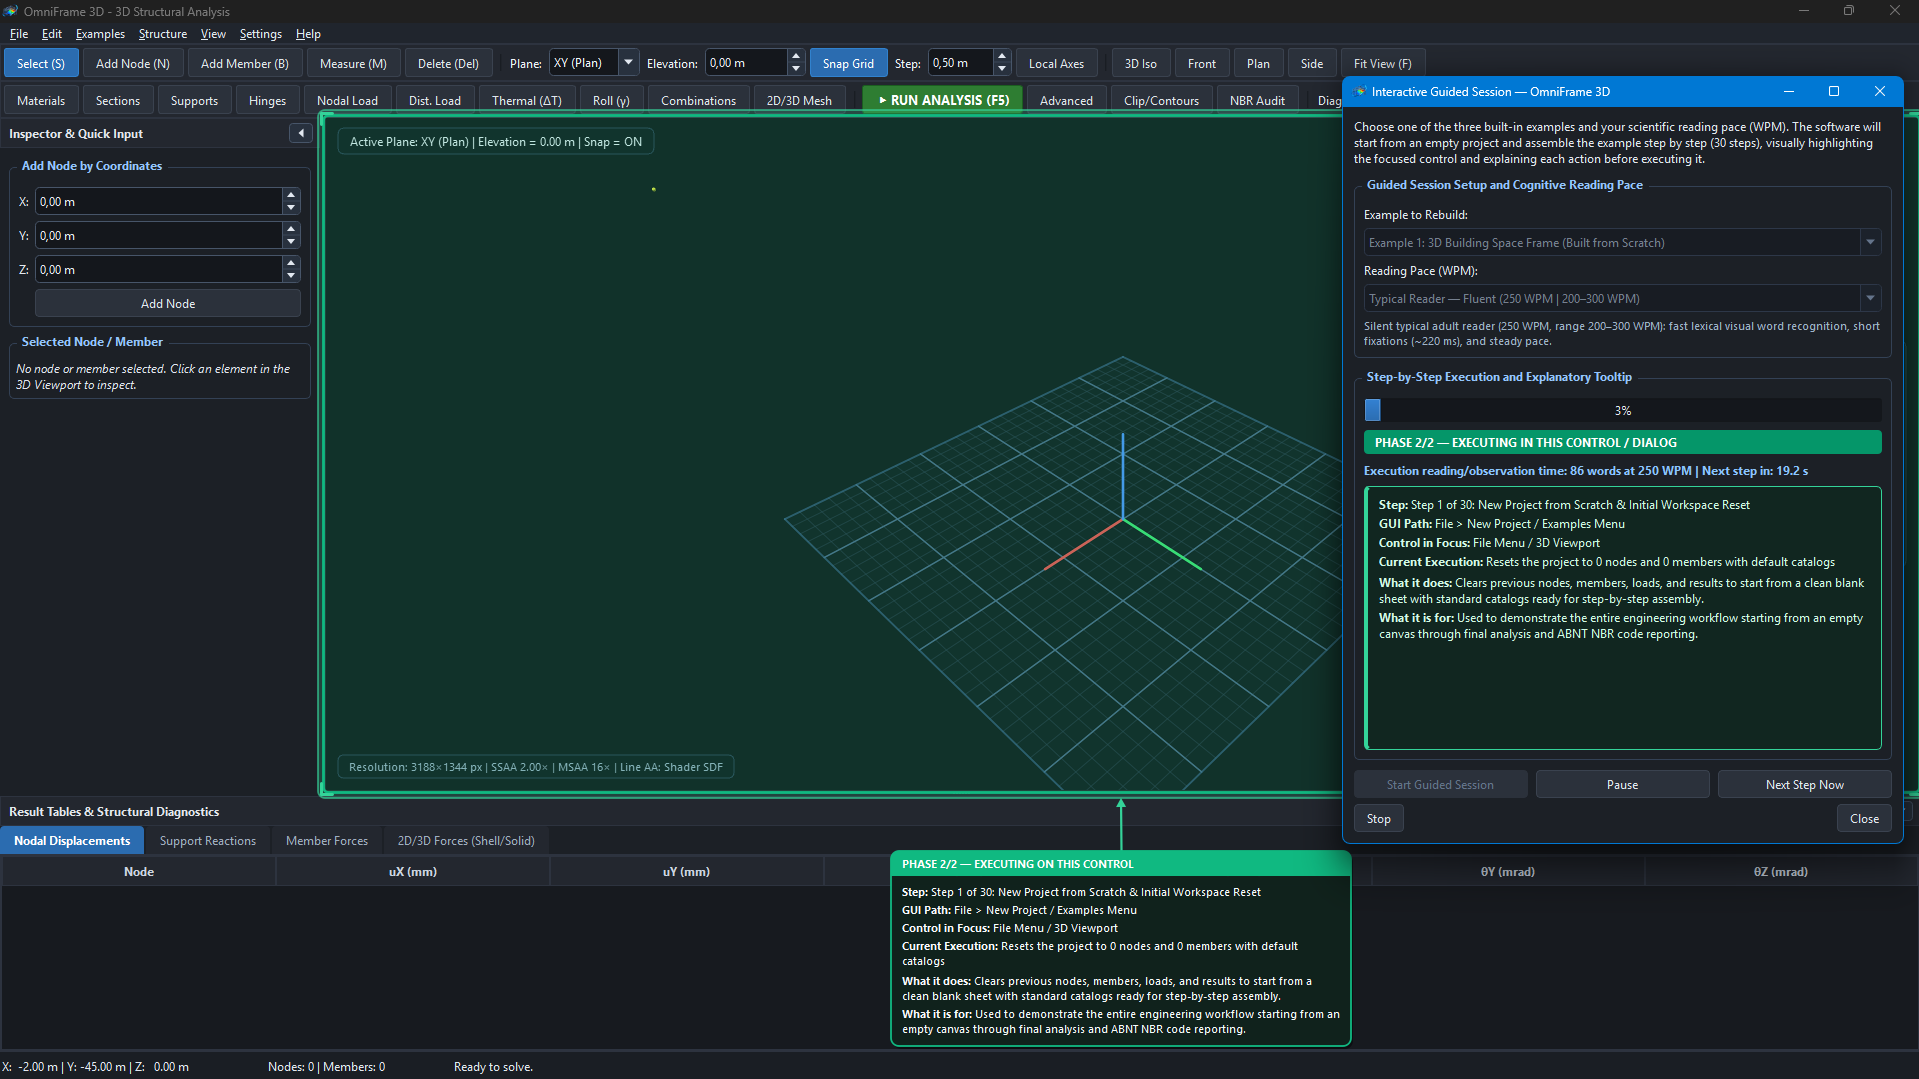 OmniFrame 3D - 3D Structural Analysis
File Edit Examples Structure View Settings Help
Select (S) Add Node (N) Add Member (B) Measure (M) Delete (Del) Plane: XY (Plan) Elevation: 0,00 m Snap Grid Step: 0,50 m Local Axes 3D Iso Front Plan Side Fit View (F)
Materials Sections Supports Hinges Nodal Load Dist. Load Thermal (ΔT) Roll (γ) Combinations 2D/3D Mesh RUN ANALYSIS (F5) Advanced Clip/Contours NBR Audit Diag
Inspector & Quick Input
Add Node by Coordinates
X: 0,00 m
Y: 0,00 m
Z: 0,00 m
Add Node
Selected Node / Member
No node or member selected. Click an element in the
3D Viewport to inspect.
Active Plane: XY (Plan) | Elevation = 0.00 m | Snap = ON
Resolution: 3188×1344 px | SSAA 2.00× | MSAA 16× | Line AA: Shader SDF
Interactive Guided Session — OmniFrame 3D
Choose one of the three built-in examples and your scientific reading pace (WPM). The software will
start from an empty project and assemble the example step by step (30 steps), visually highlighting
the focused control and explaining each action before executing it.
Guided Session Setup and Cognitive Reading Pace
Example to Rebuild:
Example 1: 3D Building Space Frame (Built from Scratch)
Reading Pace (WPM):
Typical Reader — Fluent (250 WPM | 200–300 WPM)
Silent typical adult reader (250 WPM, range 200–300 WPM): fast lexical visual word recognition, short
fixations (~220 ms), and steady pace.
Step-by-Step Execution and Explanatory Tooltip
3%
PHASE 2/2 — EXECUTING IN THIS CONTROL / DIALOG
Execution reading/observation time: 86 words at 250 WPM | Next step in: 19.2 s
Step: Step 1 of 30: New Project from Scratch & Initial Workspace Reset
GUI Path: File > New Project / Examples Menu
Control in Focus: File Menu / 3D Viewport
Current Execution: Resets the project to 0 nodes and 0 members with default catalogs
What it does: Clears previous nodes, members, loads, and results to start from a clean blank
sheet with standard catalogs ready for step-by-step assembly.
What it is for: Used to demonstrate the entire engineering workflow starting from an empty
canvas through final analysis and ABNT NBR code reporting.
Start Guided Session Pause Next Step Now
Stop Close
Result Tables & Structural Diagnostics
Nodal Displacements Support Reactions Member Forces 2D/3D Forces (Shell/Solid)
Node uX (mm) uY (mm) θY (mrad) θZ (mrad)
PHASE 2/2 — EXECUTING ON THIS CONTROL
Step: Step 1 of 30: New Project from Scratch & Initial Workspace Reset
GUI Path: File > New Project / Examples Menu
Control in Focus: File Menu / 3D Viewport
Current Execution: Resets the project to 0 nodes and 0 members with default
catalogs
What it does: Clears previous nodes, members, loads, and results to start from a
clean blank sheet with standard catalogs ready for step-by-step assembly.
What it is for: Used to demonstrate the entire engineering workflow starting from an
empty canvas through final analysis and ABNT NBR code reporting.
X: -2.00 m | Y: -45.00 m | Z: 0.00 m Nodes: 0 | Members: 0 Ready to solve.